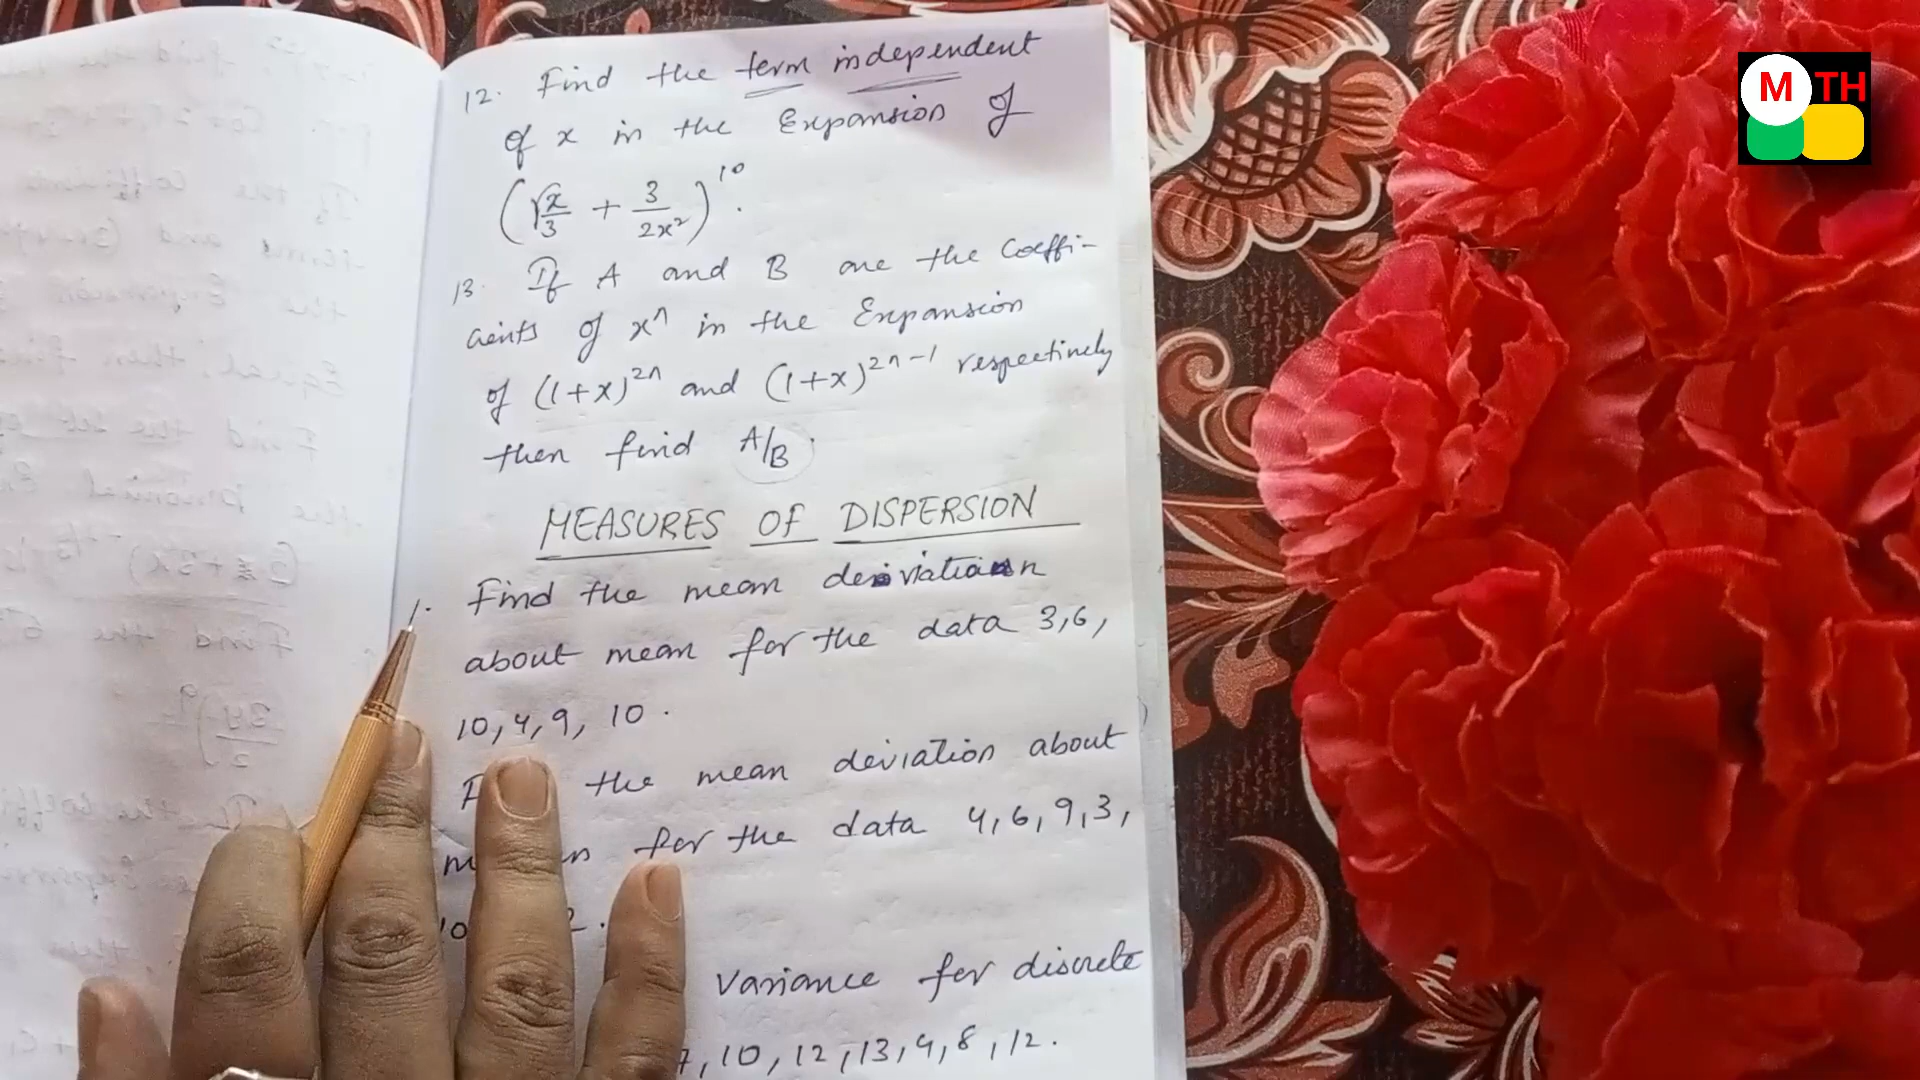 12. Find the term independent
of x in the Expansion of
(√x/3 + 3/2x²)¹⁰.
13. If A and B are the Coeffi-
cients of xⁿ in the Expansion
of (1+x)²ⁿ and (1+x)²ⁿ⁻¹ respectively
then find A/B.
MEASURES OF DISPERSION
1. Find the mean deviation
about mean for the data 3,6,
10,4,9, 10.
the mean deviation about
for the data 4,6,9,3,
Variance for discrete
7,10,12,13,4,8,12.
MTH